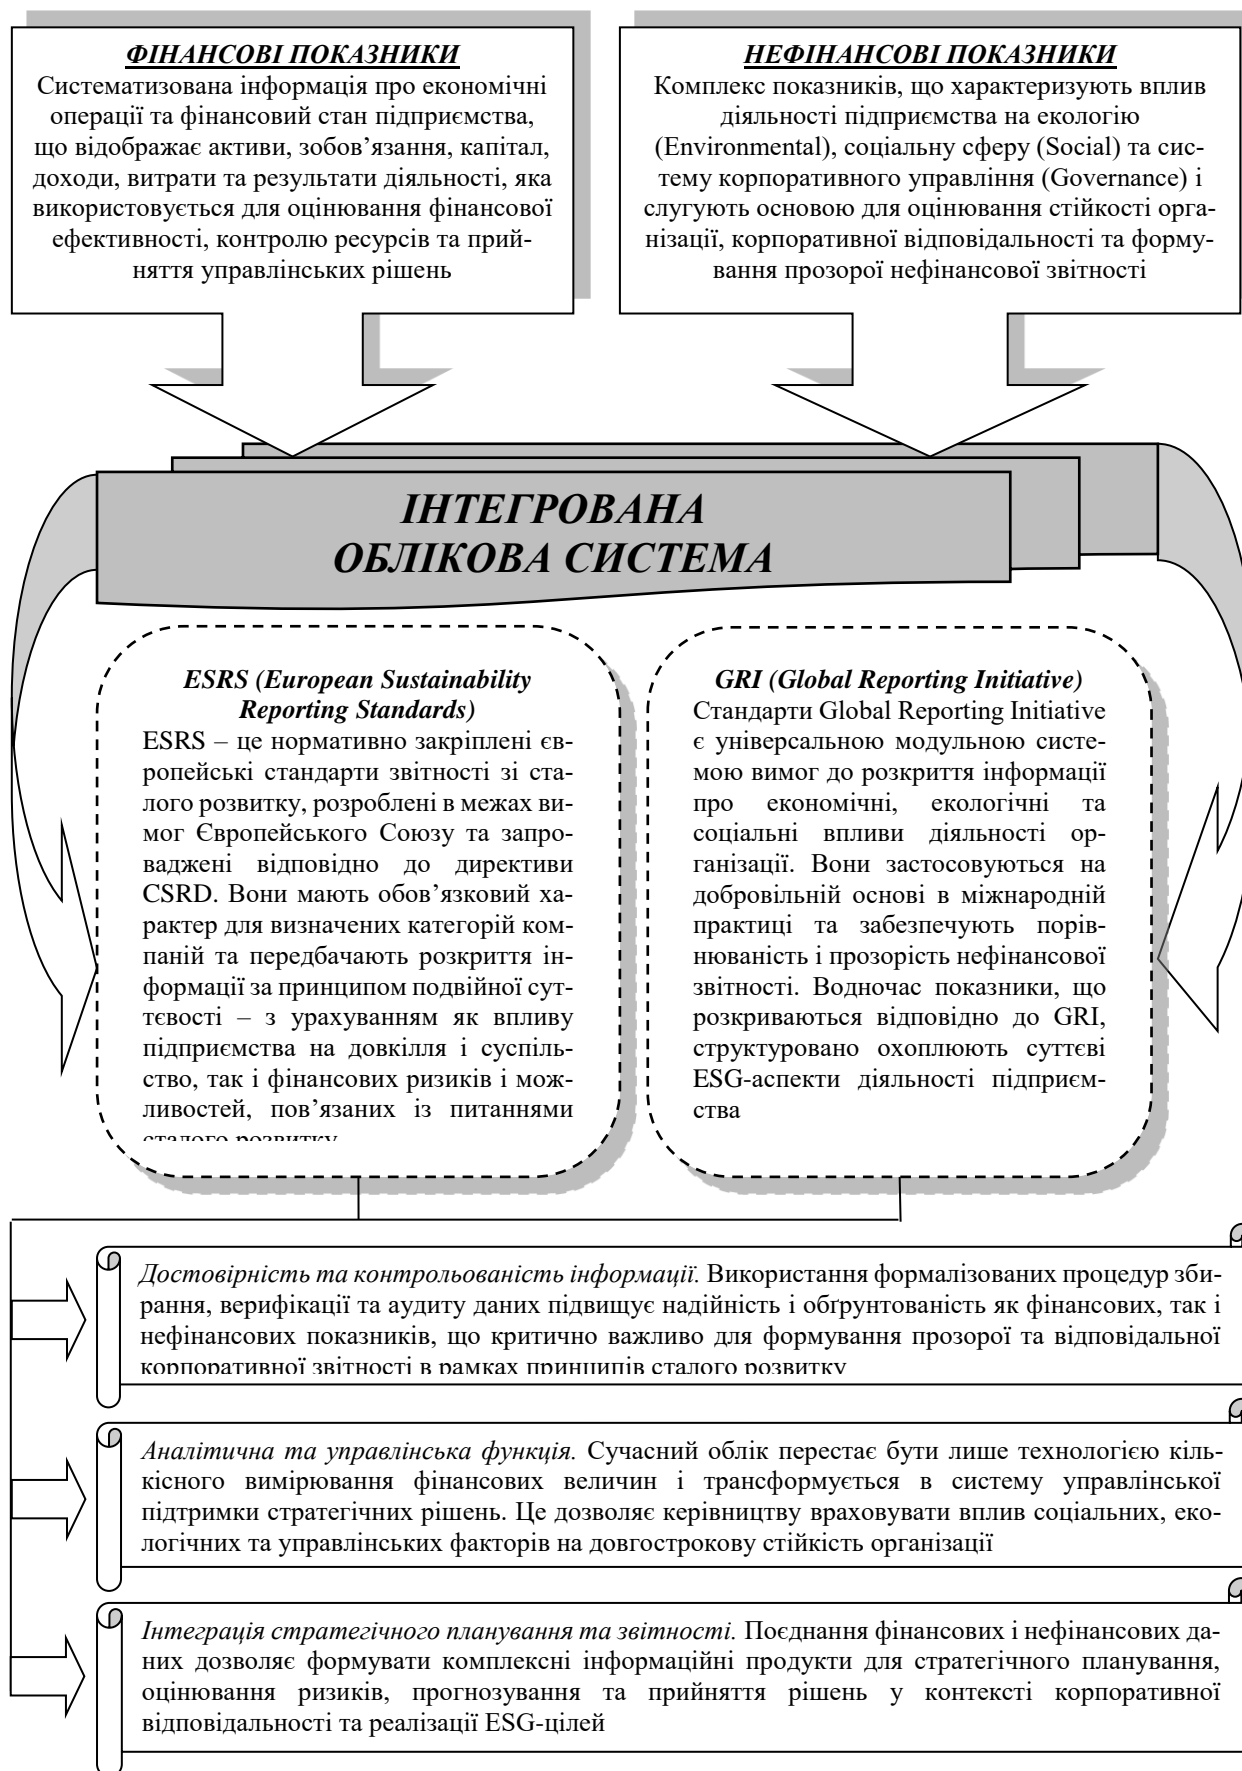 ФІНАНСОВІ ПОКАЗНИКИ
Систематизована інформація про економічні
операції та фінансовий стан підприємства,
що відображає активи, зобов’язання, капітал,
доходи, витрати та результати діяльності, яка
використовується для оцінювання фінансової
ефективності, контролю ресурсів та прий-
няття управлінських рішень
НЕФІНАНСОВІ ПОКАЗНИКИ
Комплекс показників, що характеризують вплив
діяльності підприємства на екологію
(Environmental), соціальну сферу (Social) та сис-
тему корпоративного управління (Governance) і
слугують основою для оцінювання стійкості орга-
нізації, корпоративної відповідальності та форму-
вання прозорої нефінансової звітності
ІНТЕГРОВАНА
ОБЛІКОВА СИСТЕМА
ESRS (European Sustainability
Reporting Standards)
ESRS – це нормативно закріплені єв-
ропейські стандарти звітності зі ста-
лого розвитку, розроблені в межах ви-
мог Європейського Союзу та запро-
ваджені відповідно до директиви
CSRD. Вони мають обов’язковий ха-
рактер для визначених категорій ком-
паній та передбачають розкриття ін-
формації за принципом подвійної сут-
тєвості – з урахуванням як впливу
підприємства на довкілля і суспіль-
ство, так і фінансових ризиків і мож-
ливостей, пов’язаних із питаннями
сталого розвитку
GRI (Global Reporting Initiative)
Стандарти Global Reporting Initiative
є універсальною модульною систе-
мою вимог до розкриття інформації
про економічні, екологічні та
соціальні впливи діяльності ор-
ганізації. Вони застосовуються на
добровільній основі в міжнародній
практиці та забезпечують порів-
нюваність і прозорість нефінансової
звітності. Водночас показники, що
розкриваються відповідно до GRI,
структуровано охоплюють суттєві
ESG-аспекти діяльності підприєм-
ства
Достовірність та контрольованість інформації. Використання формалізованих процедур зби-
рання, верифікації та аудиту даних підвищує надійність і обґрунтованість як фінансових, так і
нефінансових показників, що критично важливо для формування прозорої та відповідальної
корпоративної звітності в рамках принципів сталого розвитку
Аналітична та управлінська функція. Сучасний облік перестає бути лише технологією кіль-
кісного вимірювання фінансових величин і трансформується в систему управлінської
підтримки стратегічних рішень. Це дозволяє керівництву враховувати вплив соціальних, еко-
логічних та управлінських факторів на довгострокову стійкість організації
Інтеграція стратегічного планування та звітності. Поєднання фінансових і нефінансових да-
них дозволяє формувати комплексні інформаційні продукти для стратегічного планування,
оцінювання ризиків, прогнозування та прийняття рішень у контексті корпоративної
відповідальності та реалізації ESG-цілей